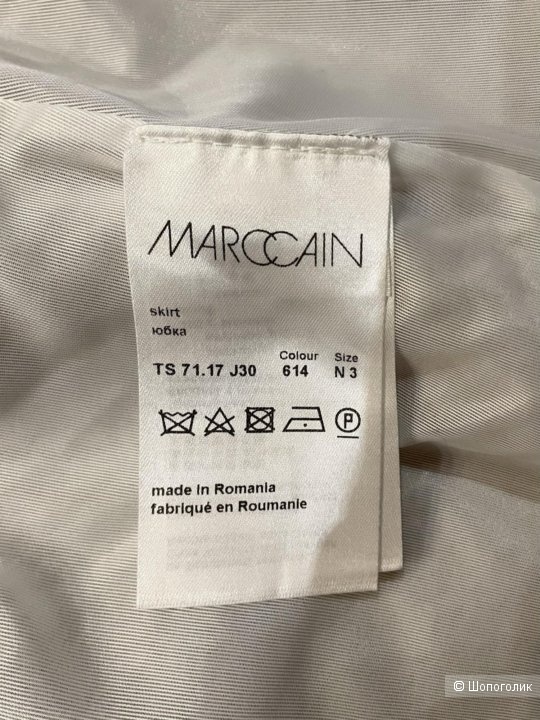 MARCCAIN
skirt
юбка
Colour Size
TS 71.17 J30 614 N 3
P
made in Romania
fabriqué en Roumanie
© Шопоголик